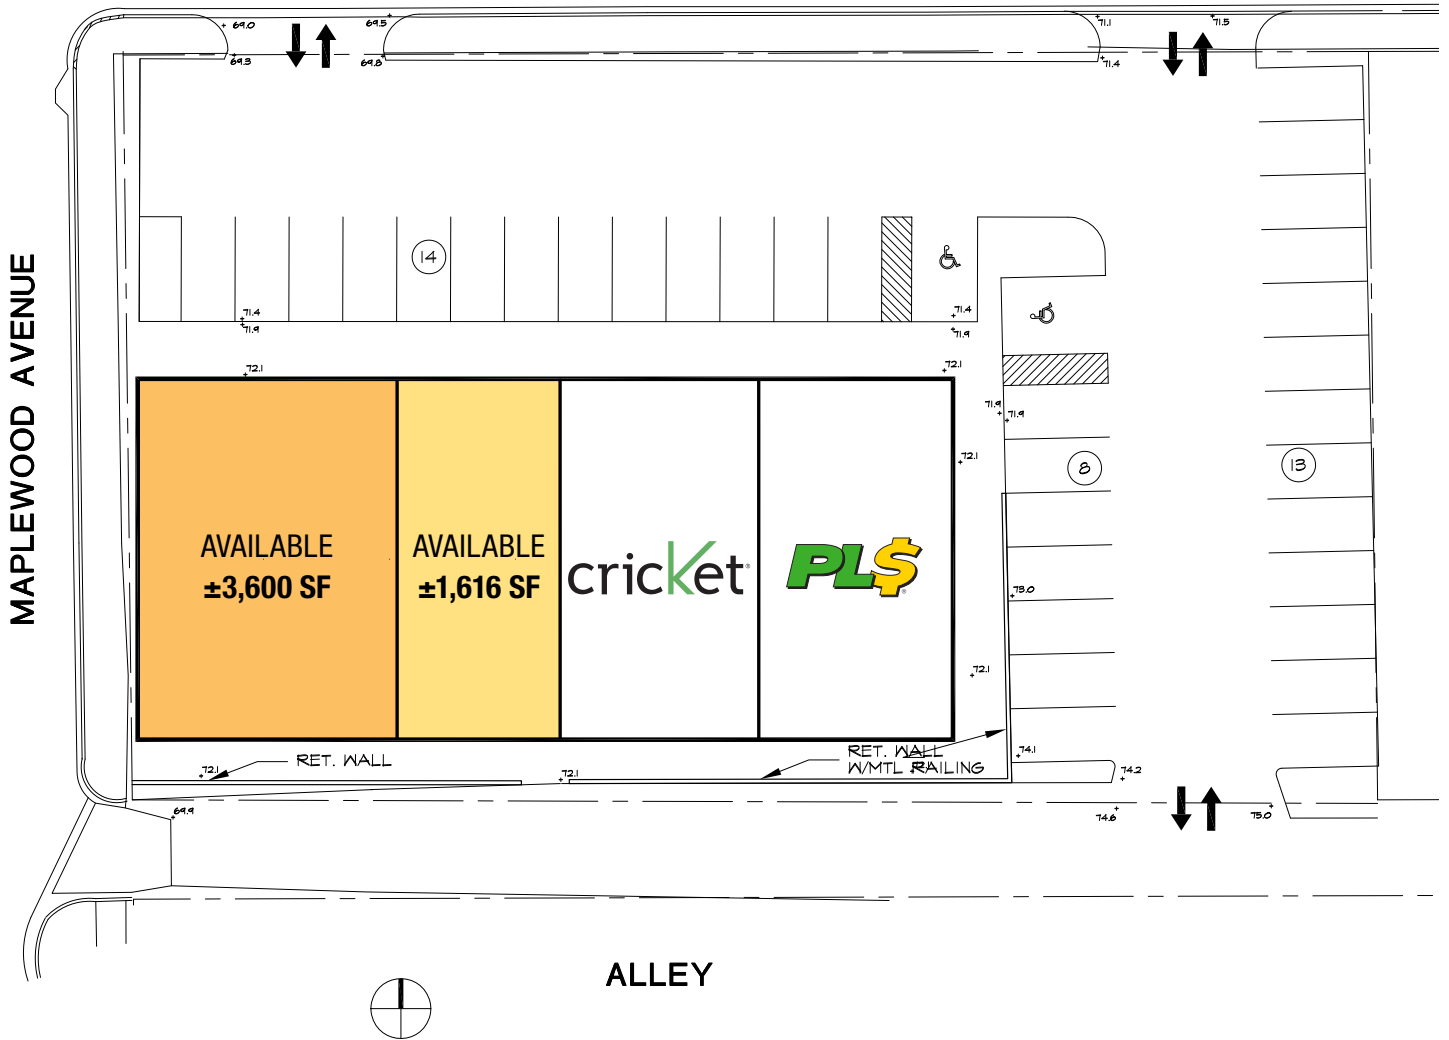 69.0
69.5
71.1
71.5
69.3
69.8
71.4
14
71.4
71.9
71.4
71.9
72.1
72.1
71.9
71.9
72.1
8
13
MAPLEWOOD AVENUE
AVAILABLE
±3,600 SF
AVAILABLE
±1,616 SF
cricket
PL$
73.0
72.1
RET. WALL
72.1
72.1
RET. WALL
W/MTL RAILING
74.1
74.2
69.9
74.6
75.0
ALLEY